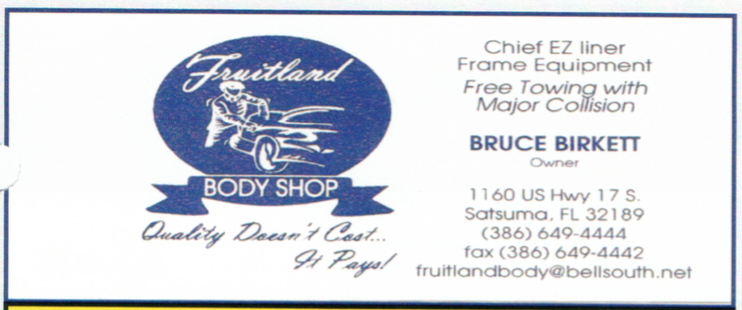 Fruitland
BODY SHOP
Quality Doesn't Cost...
It Pays!
Chief EZ liner
Frame Equipment
Free Towing with
Major Collision
BRUCE BIRKETT
Owner
1160 US Hwy 17 S.
Satsuma, FL 32189
(386) 649-4444
fax (386) 649-4442
fruitlandbody@bellsouth.net